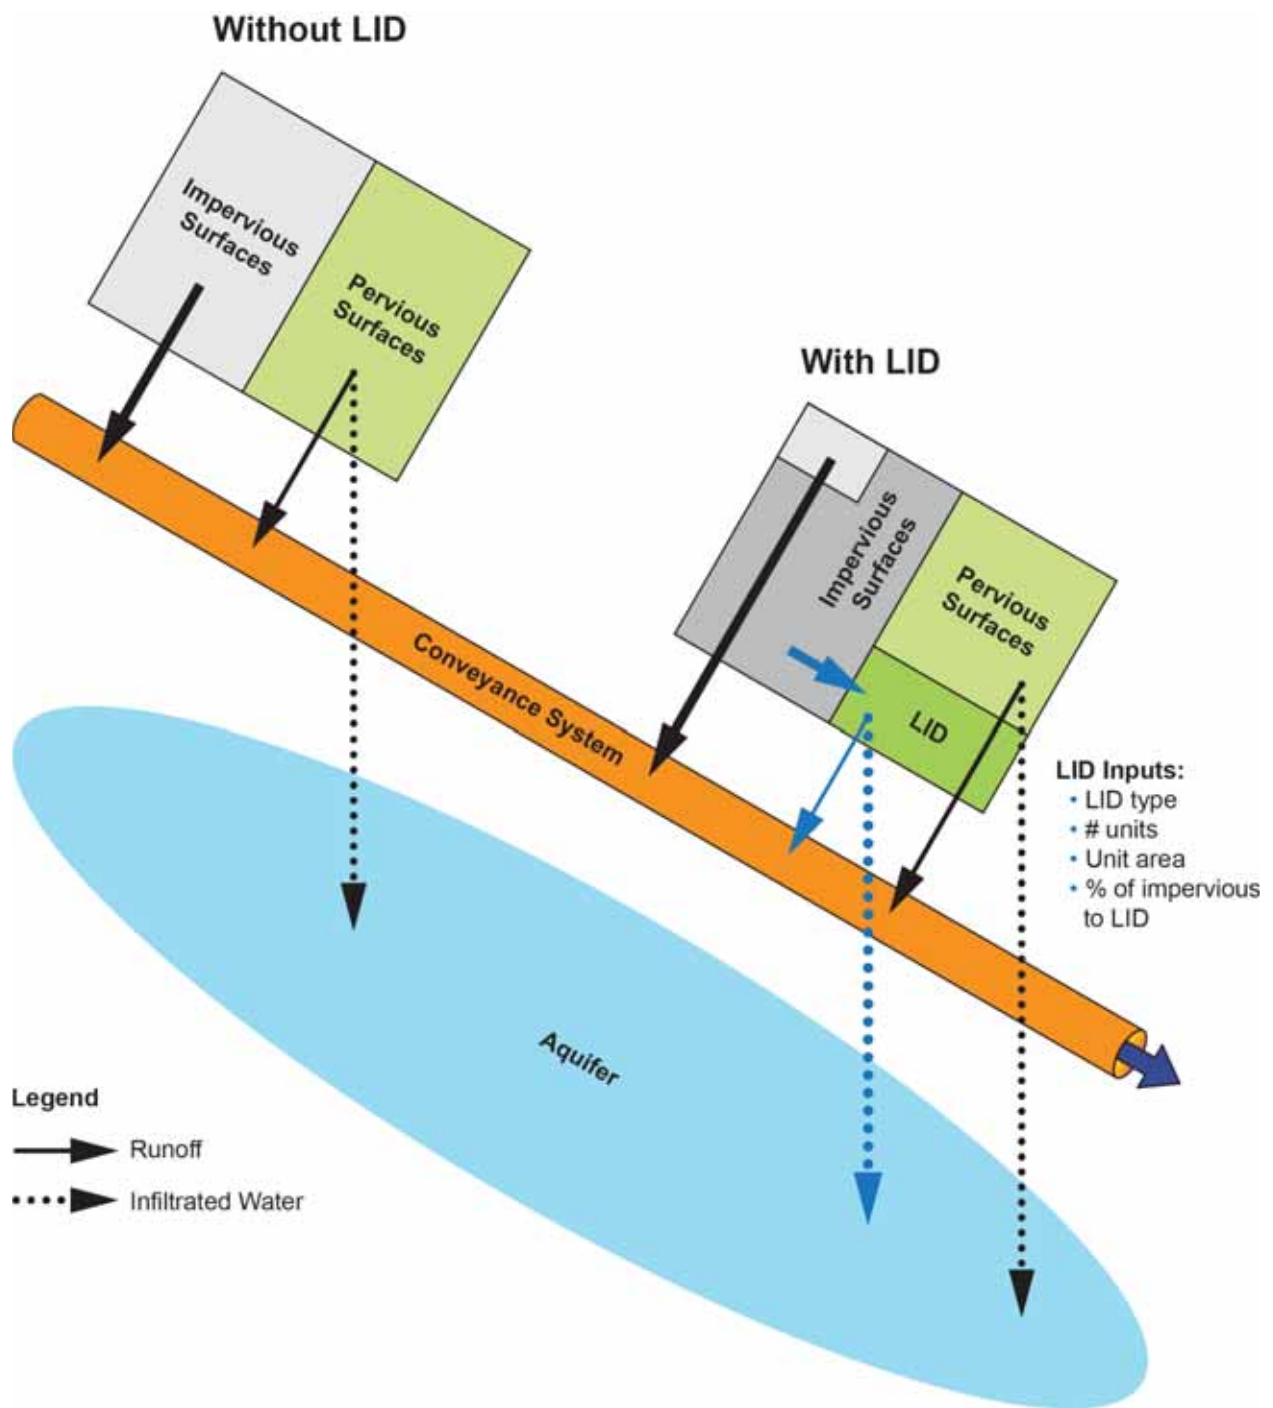 Without LID
Impervious
Surfaces
Pervious
Surfaces
With LID
Impervious
Surfaces
Pervious
Surfaces
LID
Conveyance System
LID Inputs:
• LID type
• # units
• Unit area
• % of impervious
to LID
Aquifer
Legend
Runoff
Infiltrated Water